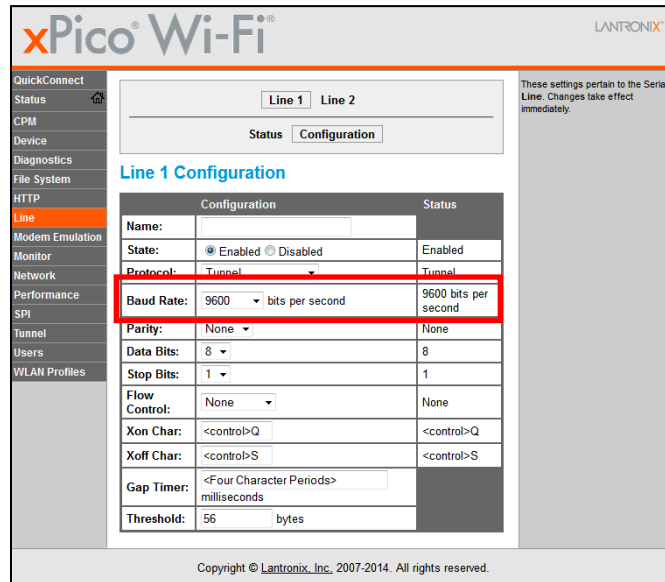 xPico® Wi-Fi®
LANTRONIX®
QuickConnect
Status
CPM
Device
Diagnostics
File System
HTTP
Line
Modem Emulation
Monitor
Network
Performance
SPI
Tunnel
Users
WLAN Profiles
Line 1 Line 2
Status Configuration
Line 1 Configuration
Configuration Status
Name:
State: Enabled Disabled Enabled
Protocol: Tunnel Tunnel
Baud Rate: 9600 bits per second 9600 bits per
second
Parity: None None
Data Bits: 8 8
Stop Bits: 1 1
Flow
Control: None None
Xon Char: <control>Q <control>Q
Xoff Char: <control>S <control>S
Gap Timer: <Four Character Periods>
milliseconds
Threshold: 56 bytes
These settings pertain to the Seria
Line. Changes take effect
immediately.
Copyright © Lantronix, Inc. 2007-2014. All rights reserved.